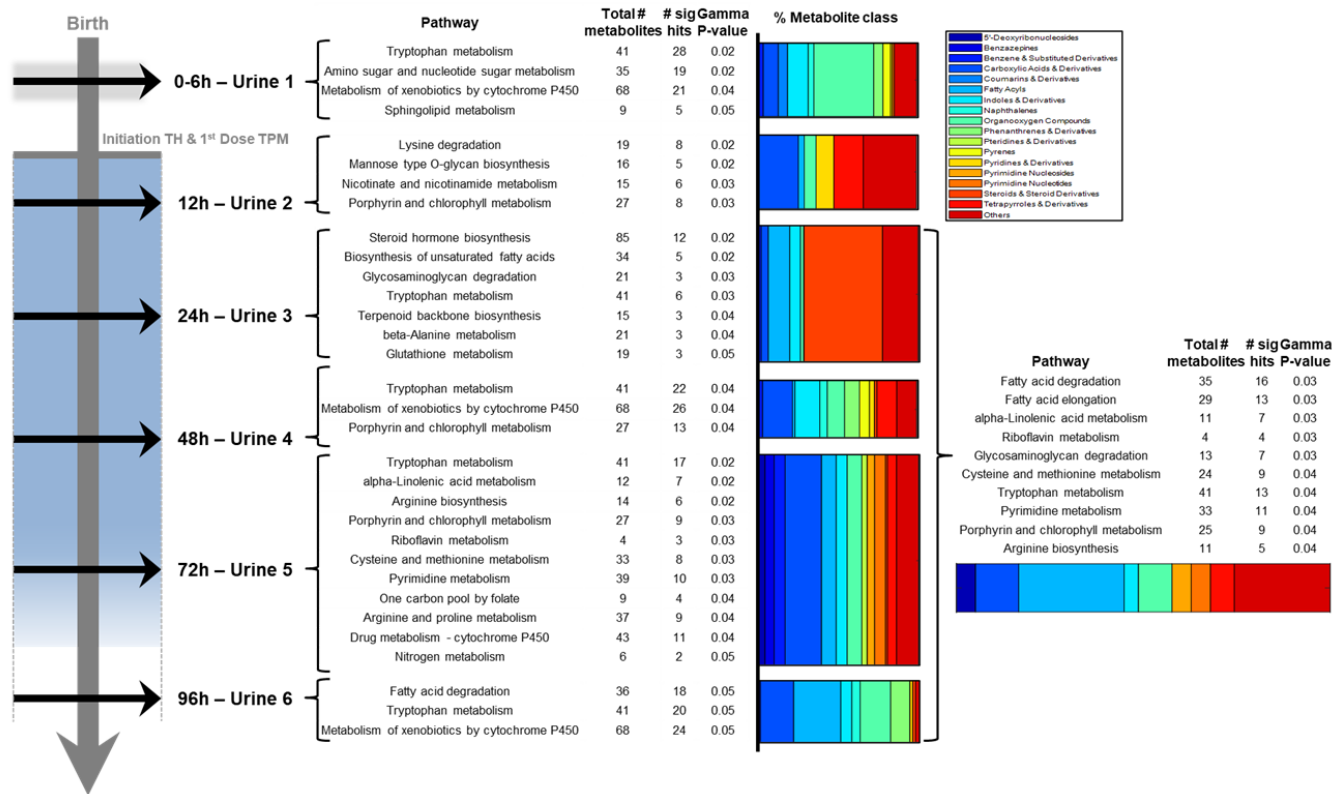 Birth
Pathway Total # metabolites # sig hits Gamma P-value % Metabolite class
0-6h – Urine 1
Tryptophan metabolism 41 28 0.02
Amino sugar and nucleotide sugar metabolism 35 19 0.02
Metabolism of xenobiotics by cytochrome P450 68 21 0.04
Sphingolipid metabolism 9 5 0.05
Initiation TH & 1st Dose TPM
12h – Urine 2
Lysine degradation 19 8 0.02
Mannose type O-glycan biosynthesis 16 5 0.02
Nicotinate and nicotinamide metabolism 15 6 0.03
Porphyrin and chlorophyll metabolism 27 8 0.03
24h – Urine 3
Steroid hormone biosynthesis 85 12 0.02
Biosynthesis of unsaturated fatty acids 34 5 0.02
Glycosaminoglycan degradation 21 3 0.03
Tryptophan metabolism 41 6 0.03
Terpenoid backbone biosynthesis 15 3 0.04
beta-Alanine metabolism 21 3 0.04
Glutathione metabolism 19 3 0.05
48h – Urine 4
Tryptophan metabolism 41 22 0.04
Metabolism of xenobiotics by cytochrome P450 68 26 0.04
Porphyrin and chlorophyll metabolism 27 13 0.04
72h – Urine 5
Tryptophan metabolism 41 17 0.02
alpha-Linolenic acid metabolism 12 7 0.02
Arginine biosynthesis 14 6 0.02
Porphyrin and chlorophyll metabolism 27 9 0.03
Riboflavin metabolism 4 3 0.03
Cysteine and methionine metabolism 33 8 0.03
Pyrimidine metabolism 39 10 0.03
One carbon pool by folate 9 4 0.04
Arginine and proline metabolism 37 9 0.04
Drug metabolism - cytochrome P450 43 11 0.04
Nitrogen metabolism 6 2 0.05
96h – Urine 6
Fatty acid degradation 36 18 0.05
Tryptophan metabolism 41 20 0.05
Metabolism of xenobiotics by cytochrome P450 68 24 0.05
5'-Deoxyribonucleosides
Benzazepines
Benzene & Substituted Derivatives
Carboxylic Acids & Derivatives
Coumarins & Derivatives
Fatty Acyls
Indoles & Derivatives
Naphthalenes
Organooxygen Compounds
Phenanthrenes & Derivatives
Pteridines & Derivatives
Pyrenes
Pyridines & Derivatives
Pyrimidine Nucleosides
Pyrimidine Nucleotides
Steroids & Steroid Derivatives
Tetrapyrroles & Derivatives
Others
Pathway Total # metabolites # sig hits Gamma P-value
Fatty acid degradation 35 16 0.03
Fatty acid elongation 29 13 0.03
alpha-Linolenic acid metabolism 11 7 0.03
Riboflavin metabolism 4 4 0.03
Glycosaminoglycan degradation 13 7 0.03
Cysteine and methionine metabolism 24 9 0.04
Tryptophan metabolism 41 13 0.04
Pyrimidine metabolism 33 11 0.04
Porphyrin and chlorophyll metabolism 25 9 0.04
Arginine biosynthesis 11 5 0.04